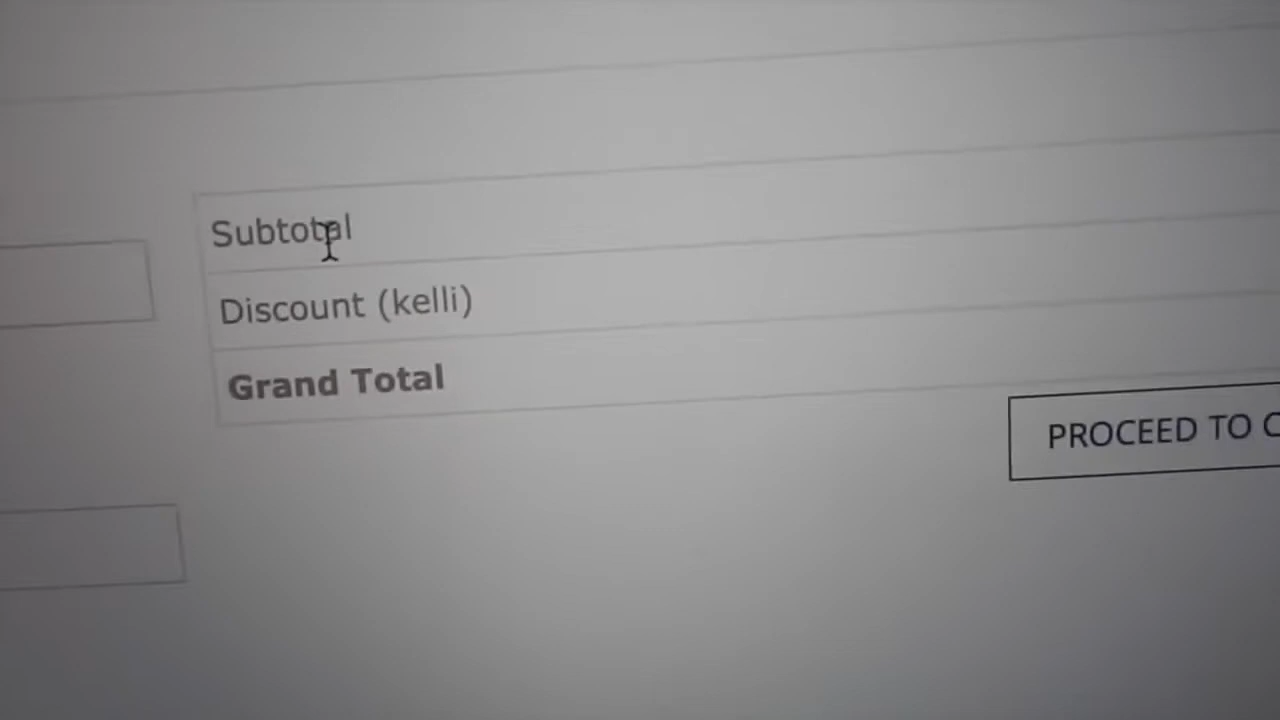 Subtotal
Discount (kelli)
Grand Total
PROCEED TO C